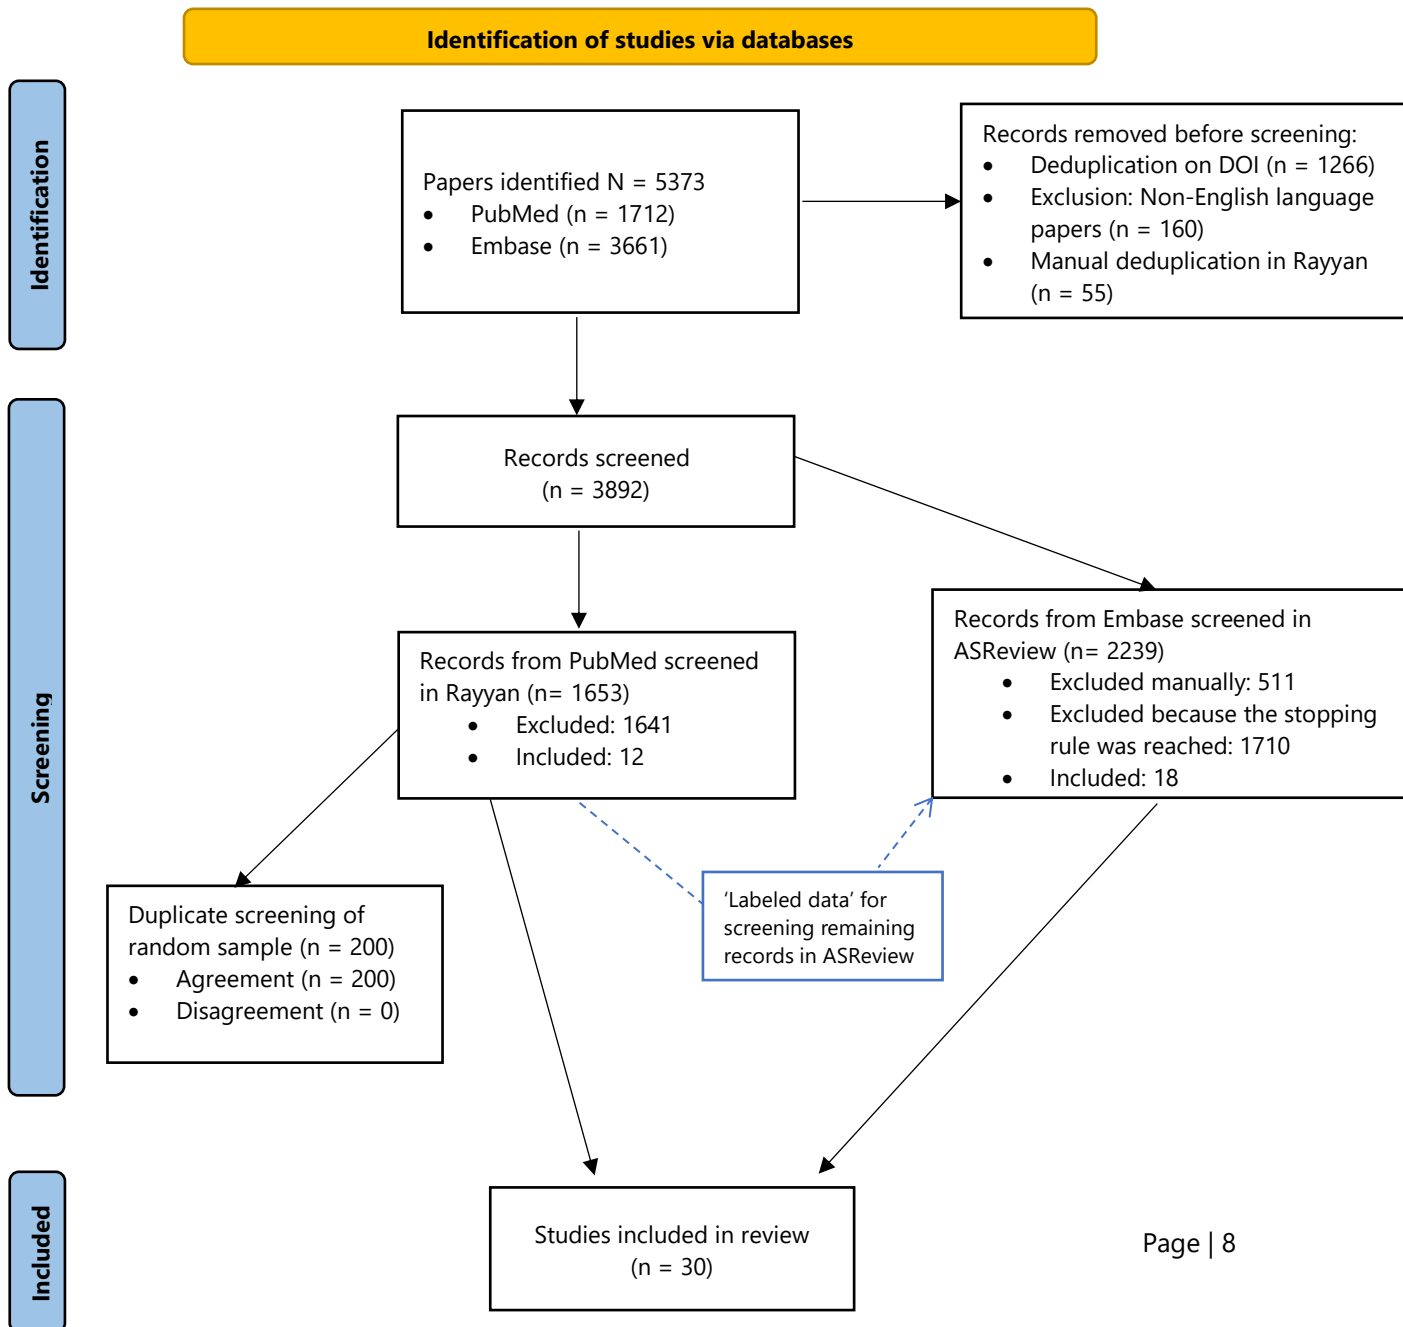 Identification of studies via databases
Identification
Papers identified N = 5373
• PubMed (n = 1712)
• Embase (n = 3661)
Records removed before screening:
• Deduplication on DOI (n = 1266)
• Exclusion: Non-English language
papers (n = 160)
• Manual deduplication in Rayyan
(n = 55)
Screening
Records screened
(n = 3892)
Records from PubMed screened
in Rayyan (n= 1653)
• Excluded: 1641
• Included: 12
Records from Embase screened in
ASReview (n= 2239)
• Excluded manually: 511
• Excluded because the stopping
rule was reached: 1710
• Included: 18
Duplicate screening of
random sample (n = 200)
• Agreement (n = 200)
• Disagreement (n = 0)
‘Labeled data’ for
screening remaining
records in ASReview
Included
Studies included in review
(n = 30)
Page | 8